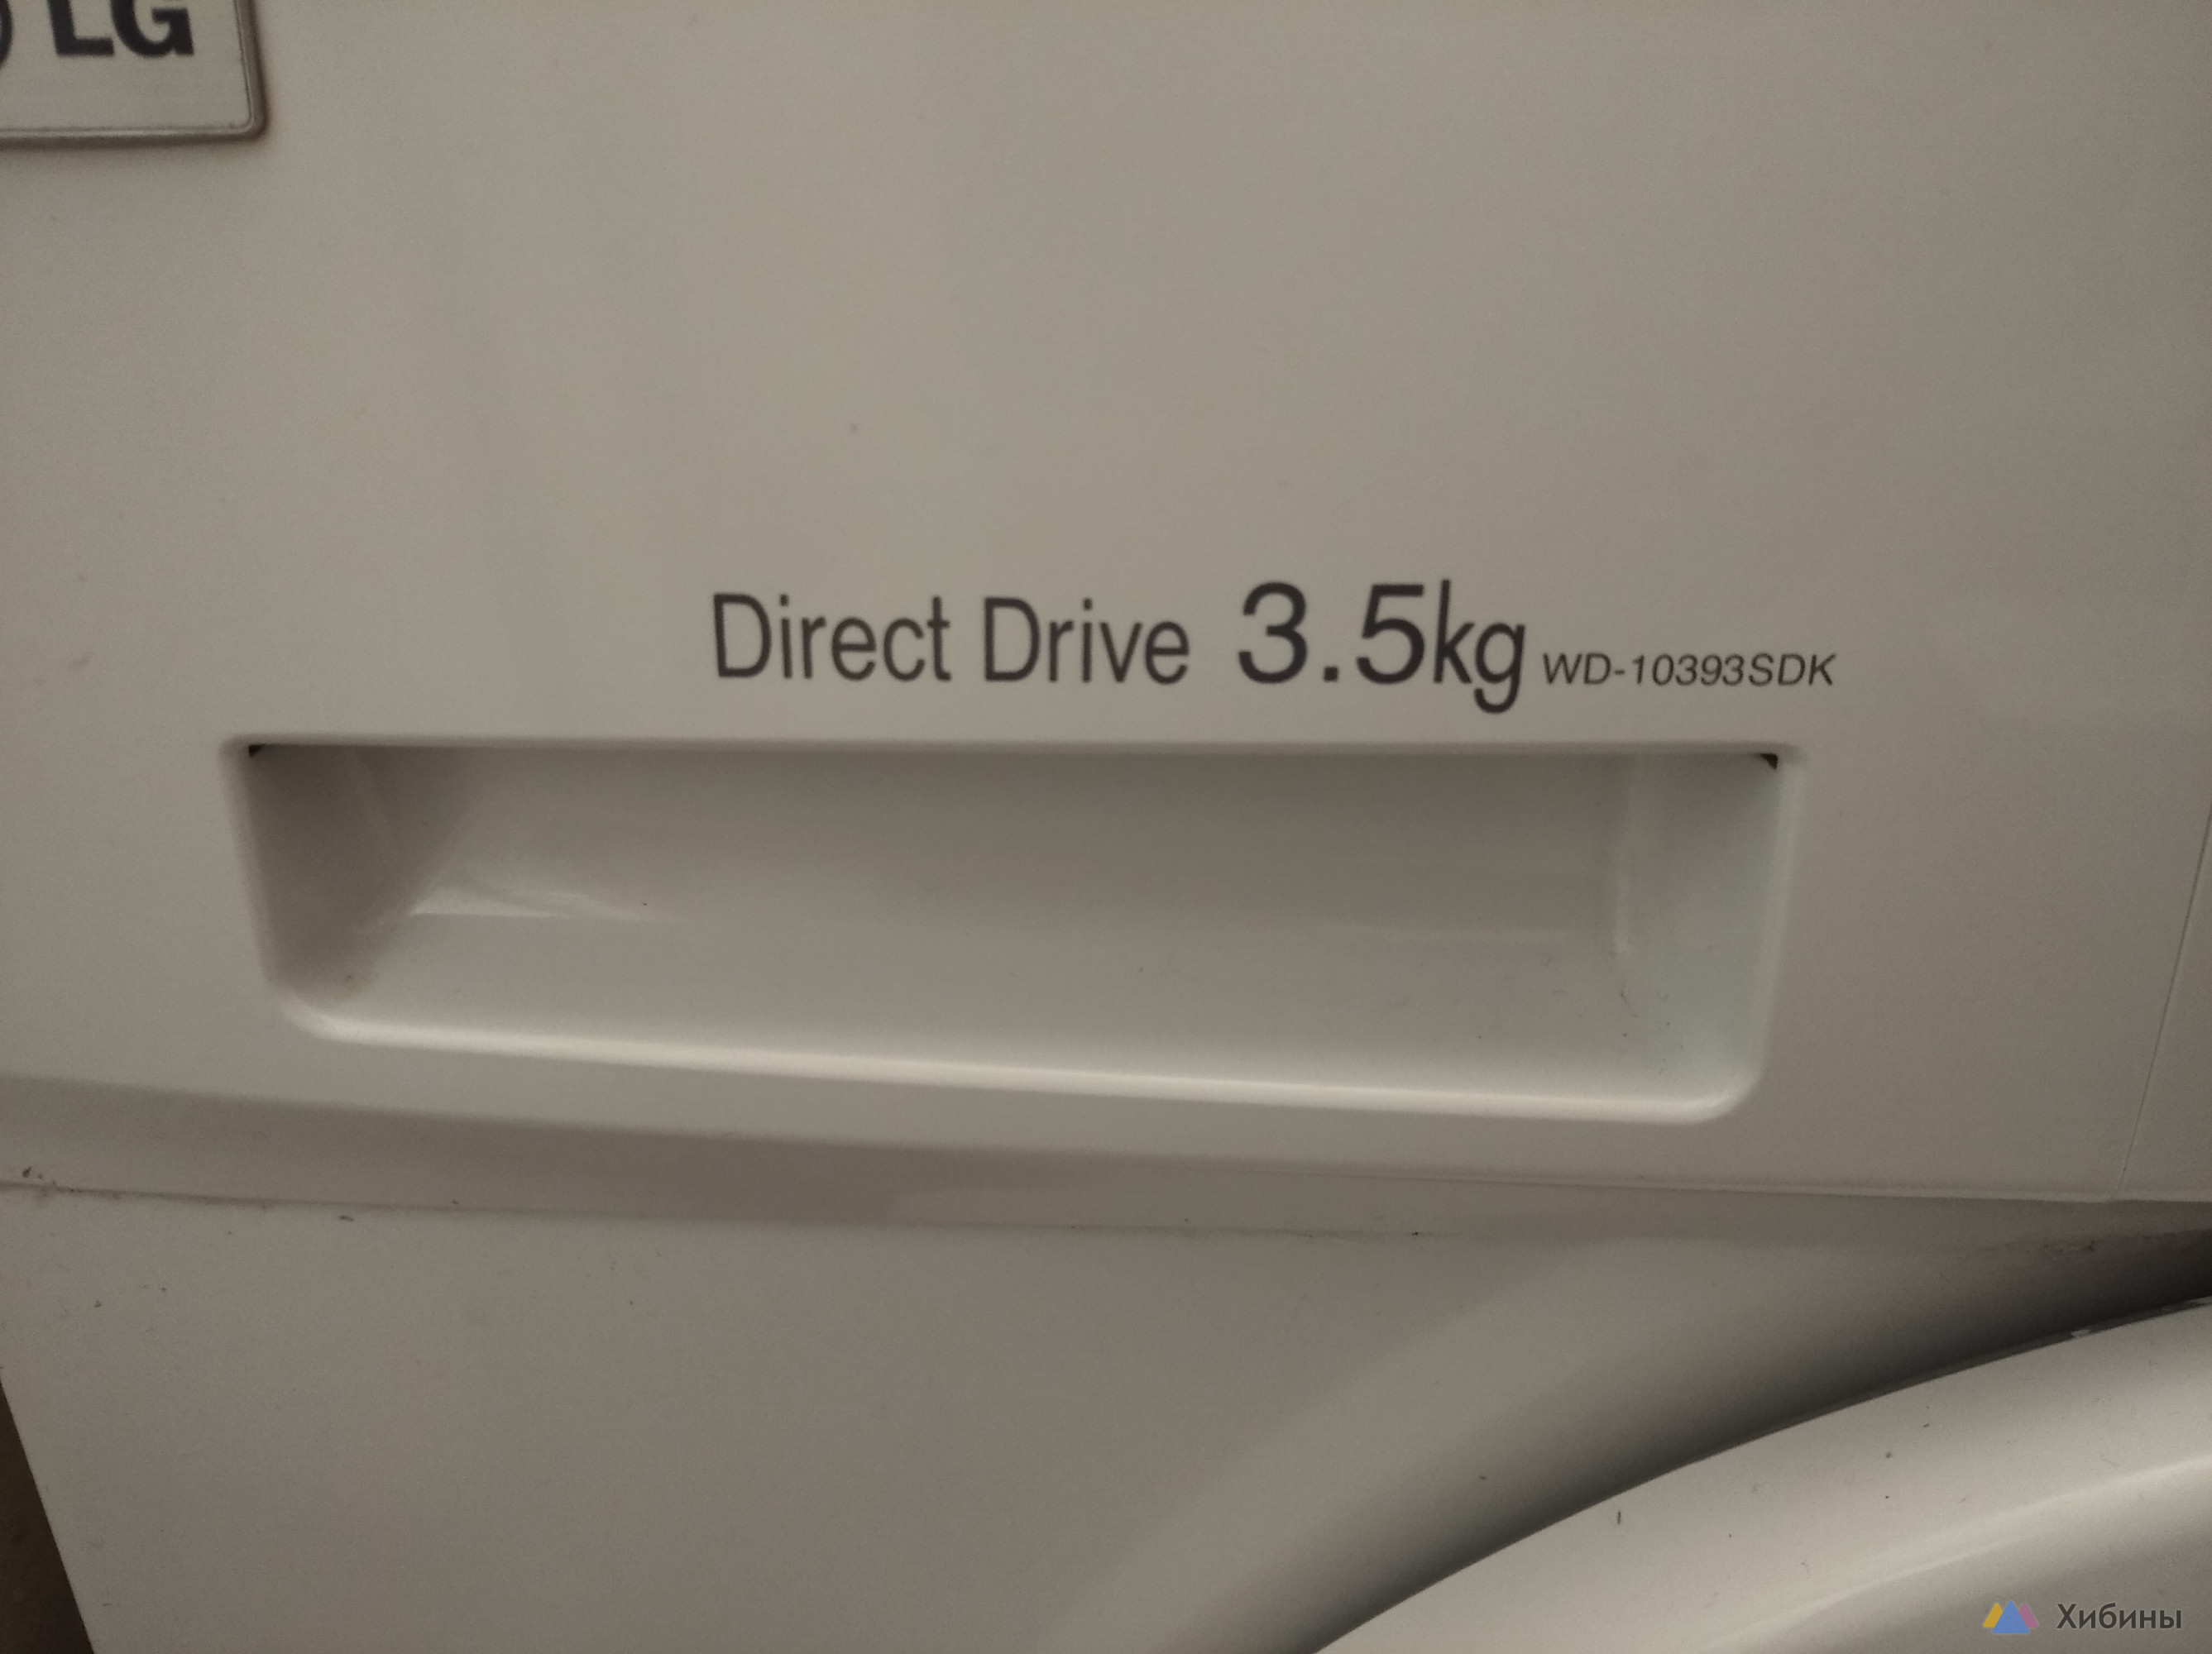 LG
Direct Drive 3.5kg WD-10393SDK
Хибины